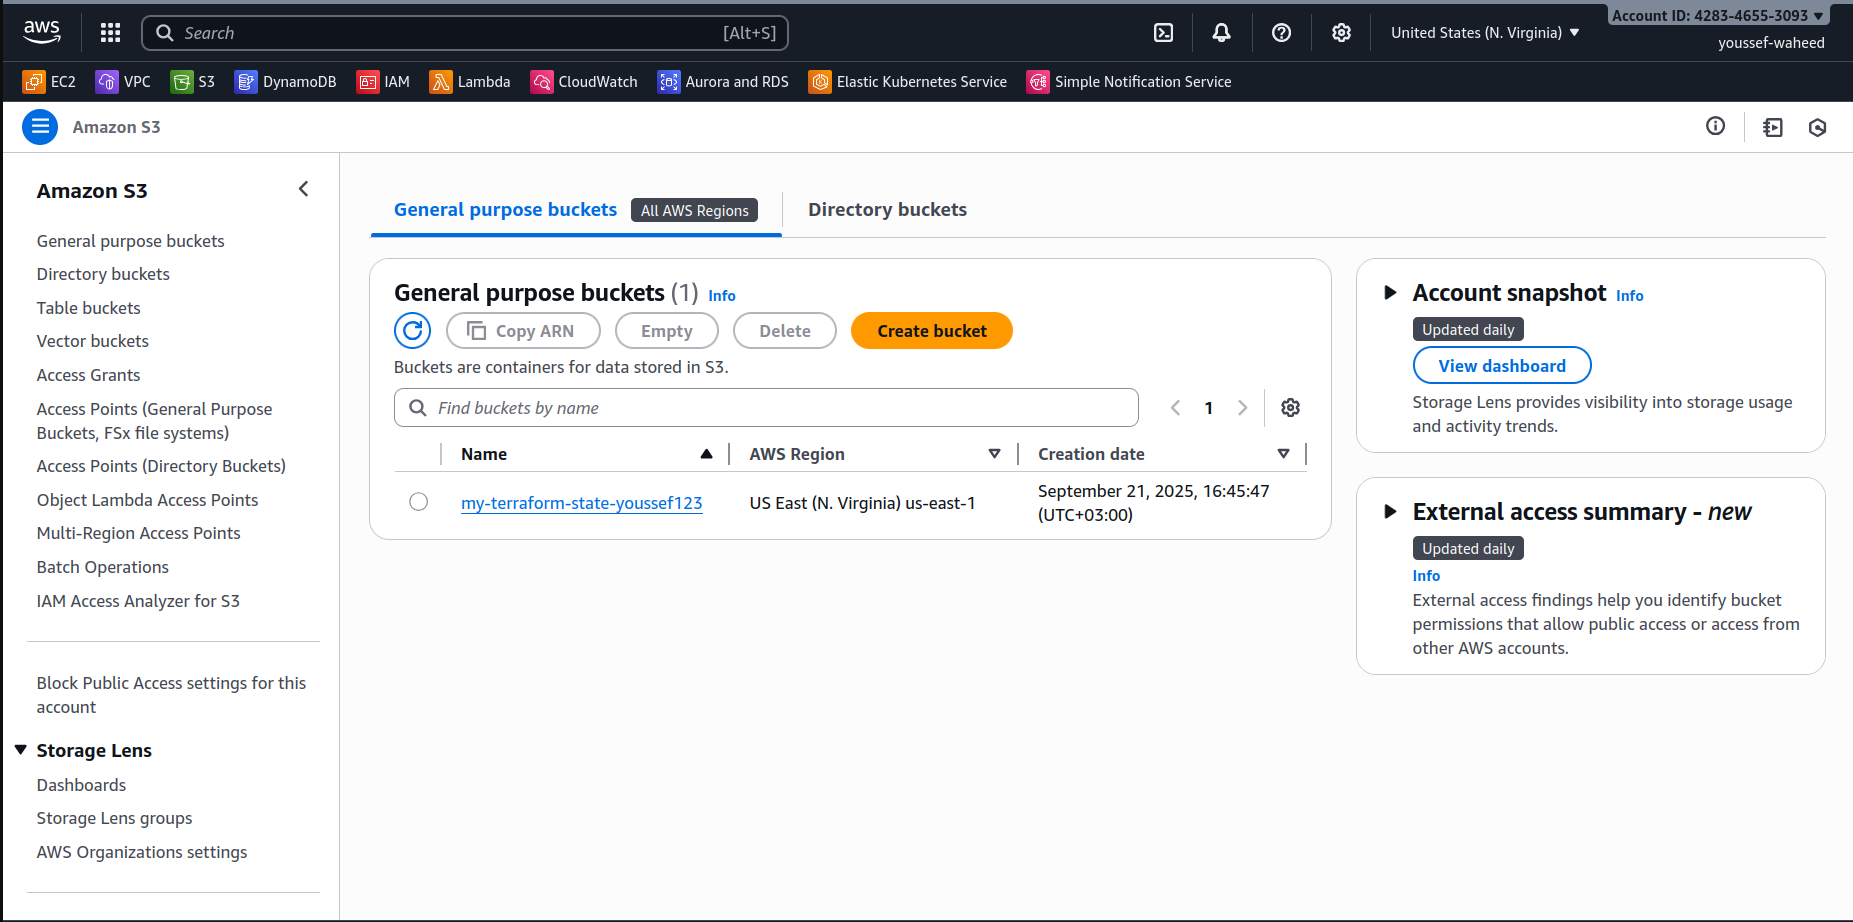 aws
Search
[Alt+S]
United States (N. Virginia)
Account ID: 4283-4655-3093
youssef-waheed
EC2
VPC
S3
DynamoDB
IAM
Lambda
CloudWatch
Aurora and RDS
Elastic Kubernetes Service
Simple Notification Service
Amazon S3
Amazon S3
General purpose buckets
Directory buckets
Table buckets
Vector buckets
Access Grants
Access Points (General Purpose
Buckets, FSx file systems)
Access Points (Directory Buckets)
Object Lambda Access Points
Multi-Region Access Points
Batch Operations
IAM Access Analyzer for S3
Block Public Access settings for this
account
Storage Lens
Dashboards
Storage Lens groups
AWS Organizations settings
General purpose buckets
All AWS Regions
Directory buckets
General purpose buckets (1) Info
Copy ARN
Empty
Delete
Create bucket
Buckets are containers for data stored in S3.
Find buckets by name
1
Name
AWS Region
Creation date
my-terraform-state-youssef123
US East (N. Virginia) us-east-1
September 21, 2025, 16:45:47
(UTC+03:00)
Account snapshot Info
Updated daily
View dashboard
Storage Lens provides visibility into storage usage
and activity trends.
External access summary - new
Updated daily
Info
External access findings help you identify bucket
permissions that allow public access or access from
other AWS accounts.